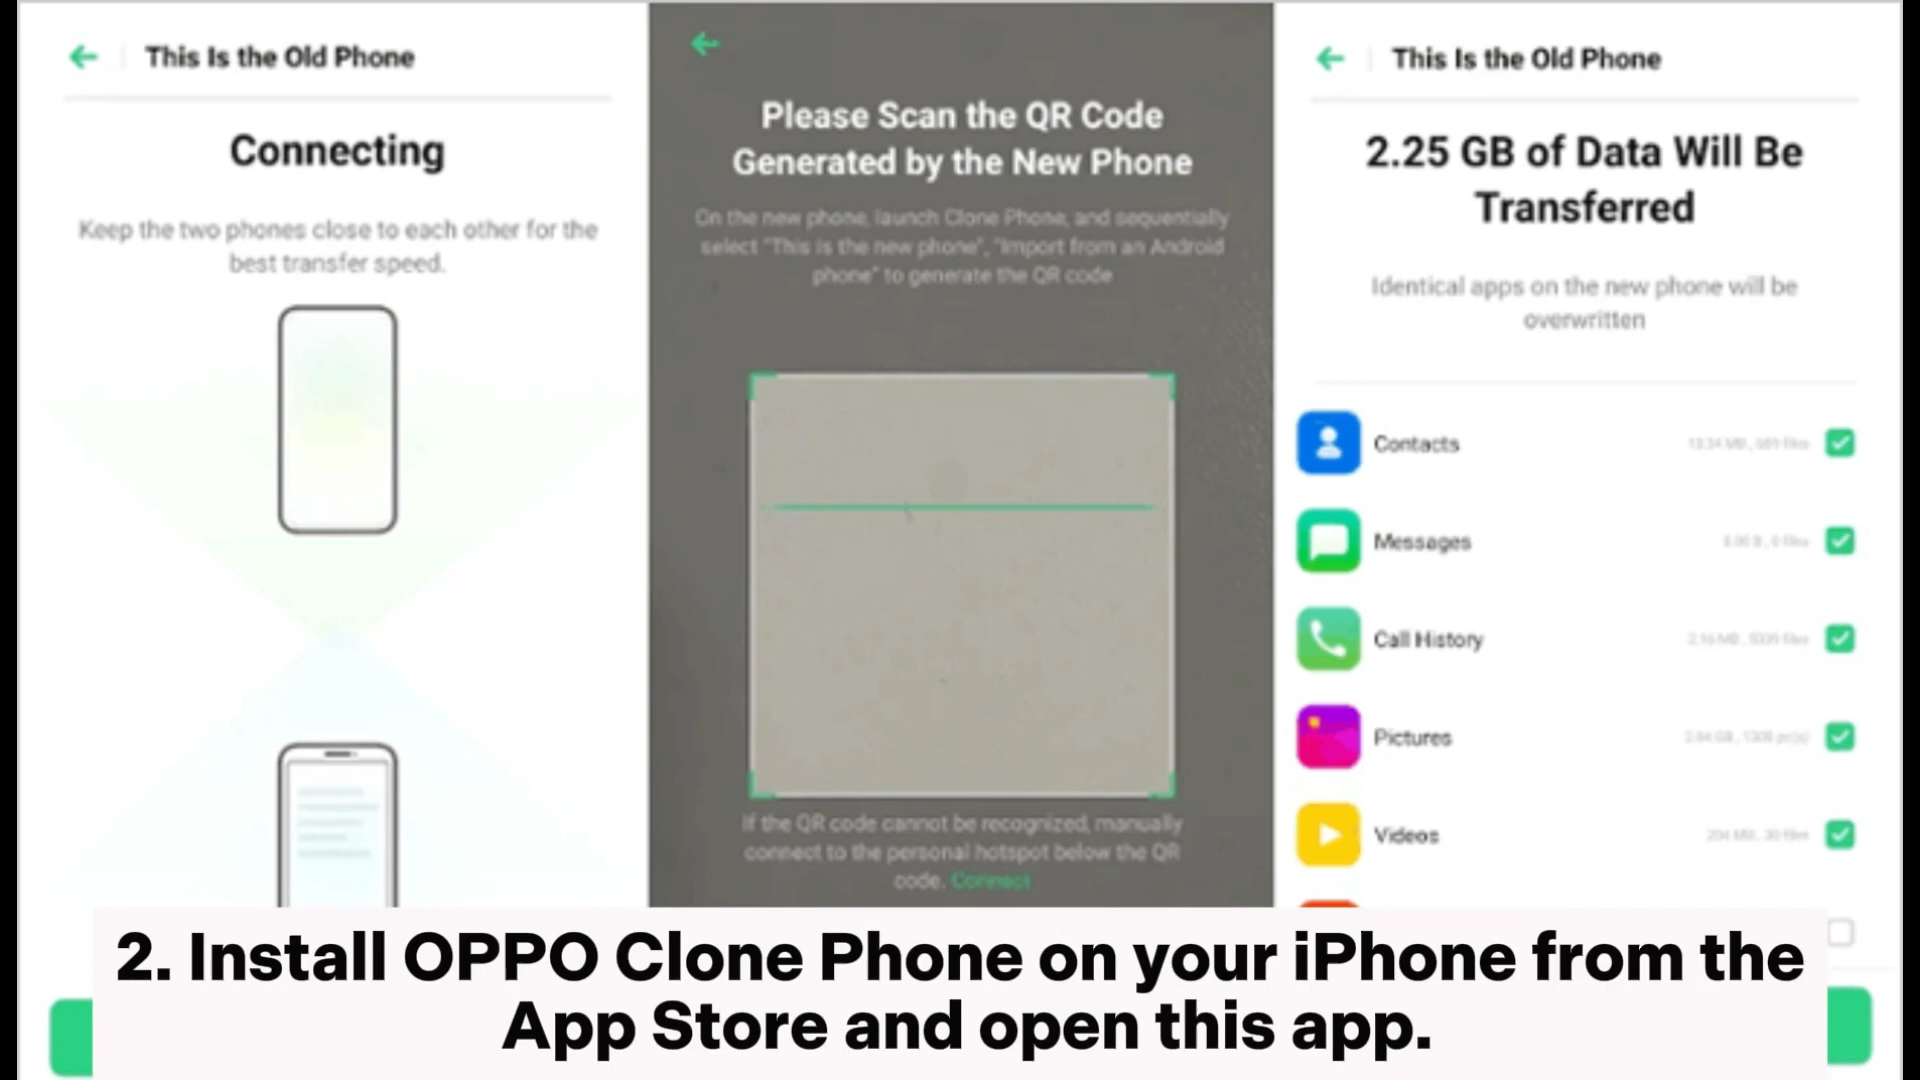 This Is the Old Phone
Connecting
Keep the two phones close to each other for the
best transfer speed.
Please Scan the QR Code
Generated by the New Phone
On the new phone, launch Clone Phone, and sequentially
select "This is the new phone", "Import from an Android
phone" to generate the QR code
If the QR code cannot be recognized, manually
connect to the personal hotspot below the QR
code. Connect
This Is the Old Phone
2.25 GB of Data Will Be
Transferred
Identical apps on the new phone will be
overwritten
Contacts
Messages
Call History
Pictures
Videos
2. Install OPPO Clone Phone on your iPhone from the
App Store and open this app.